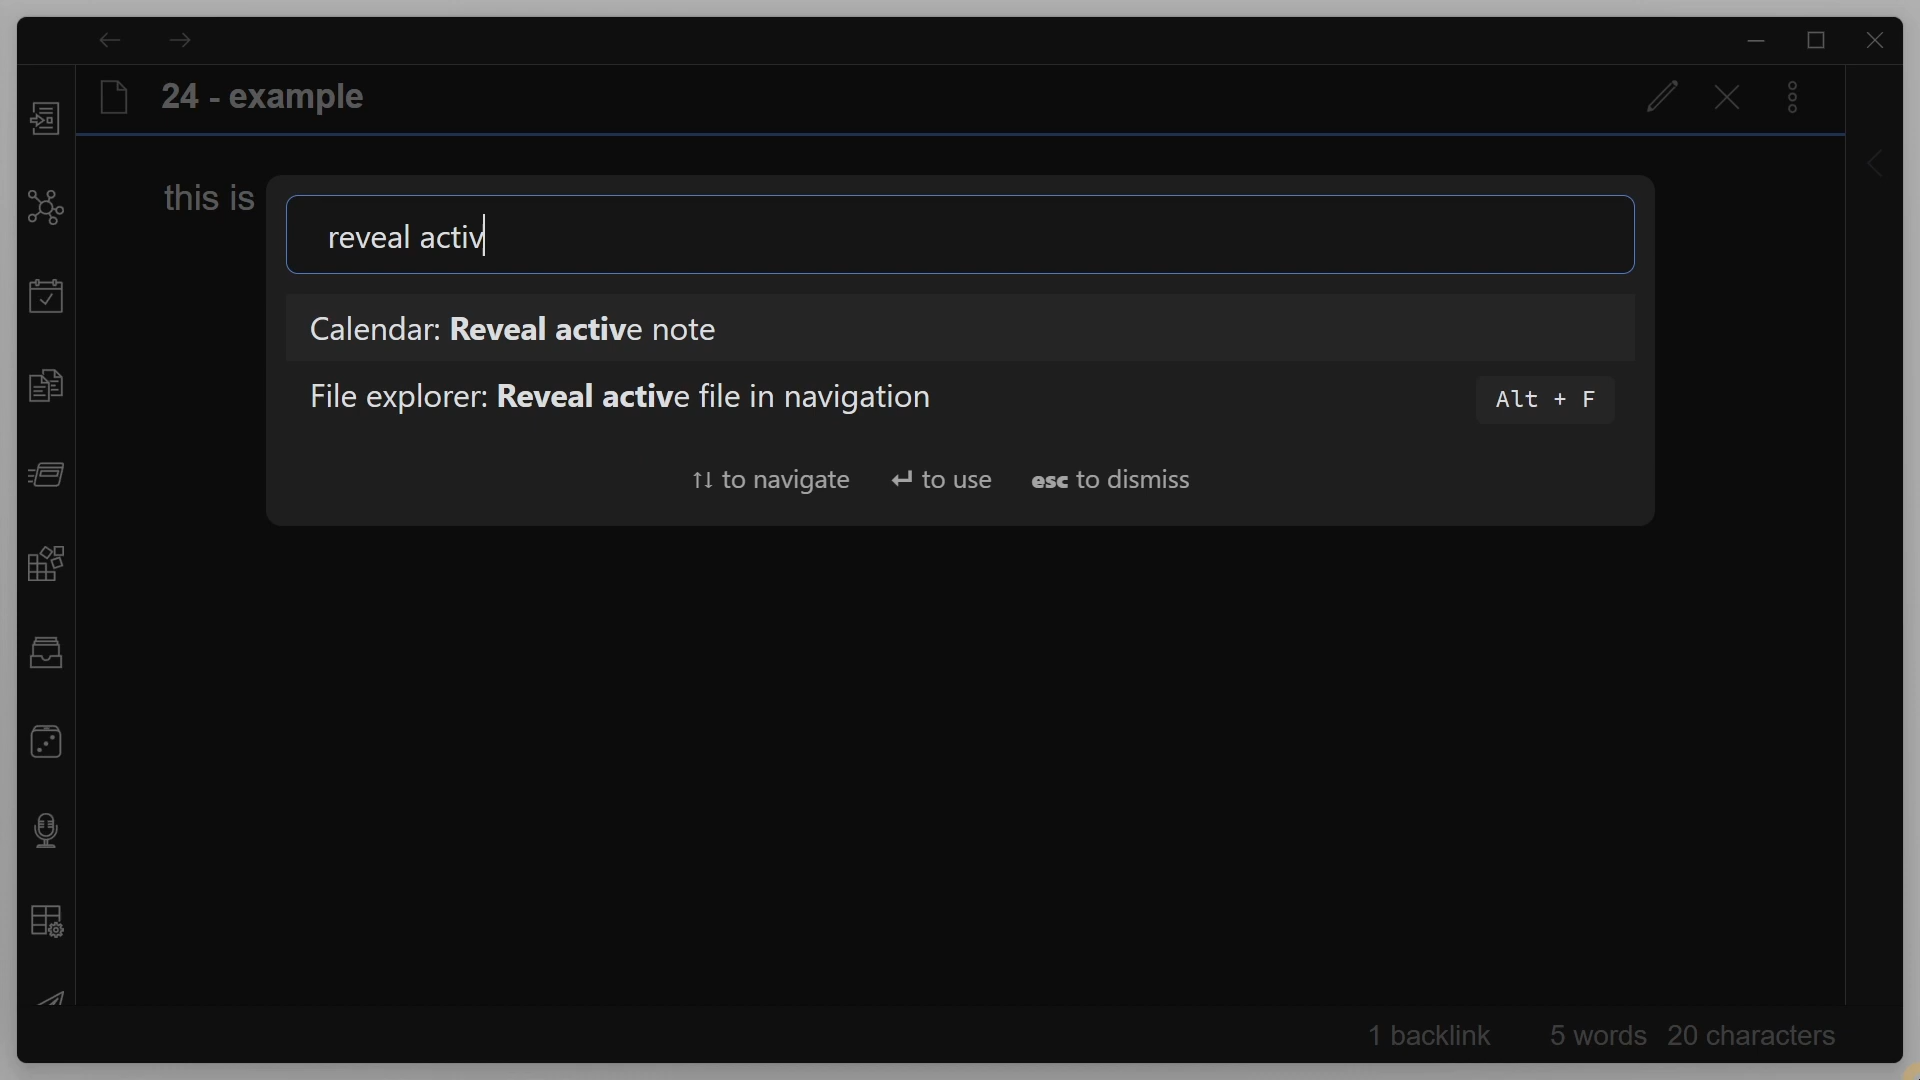 24 - example
this is
reveal activ
Calendar: Reveal active note
File explorer: Reveal active file in navigation
Alt + F
↑↓ to navigate ↵ to use esc to dismiss
1 backlink 5 words 20 characters